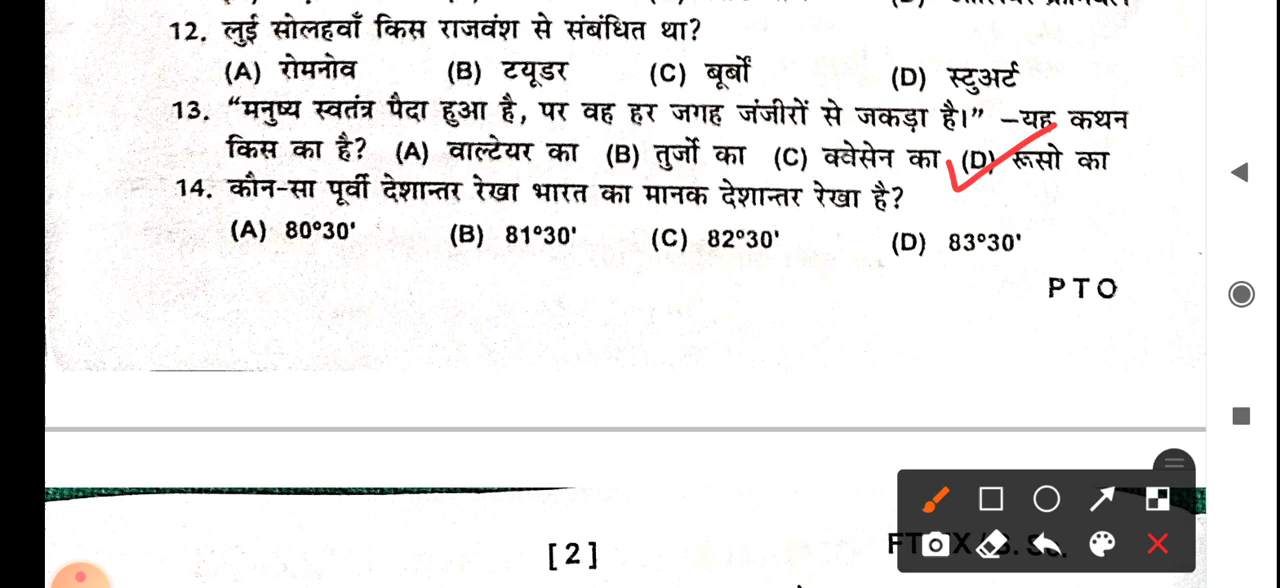 12. लुई सोलहवाँ किस राजवंश से संबंधित था?
(A) रोमनोव (B) टयूडर (C) बूर्बों (D) स्टुअर्ट
13. “मनुष्य स्वतंत्र पैदा हुआ है, पर वह हर जगह जंजीरों से जकड़ा है।” –यह कथन
किस का है? (A) वाल्टेयर का (B) तुर्जो का (C) क्वेसेन का (D) रूसो का
14. कौन-सा पूर्वी देशान्तर रेखा भारत का मानक देशान्तर रेखा है?
(A) 80°30' (B) 81°30' (C) 82°30' (D) 83°30'
P T O
[2]